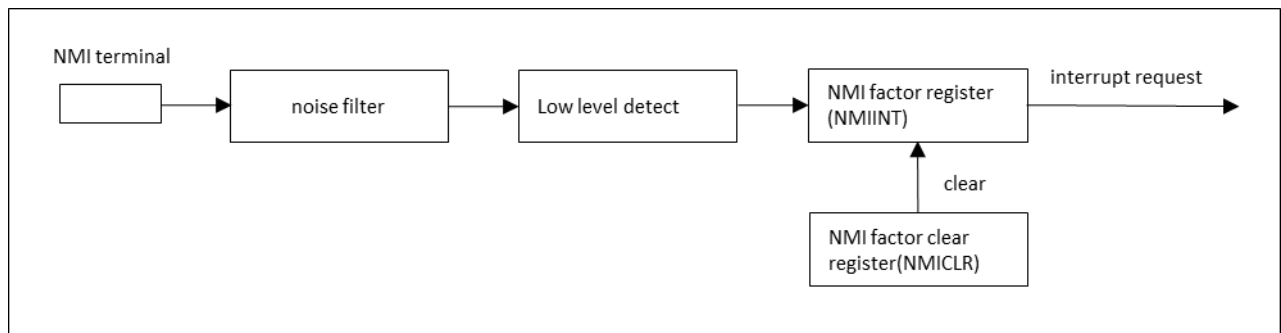 NMI terminal
noise filter
Low level detect
NMI factor register
(NMIINT)
interrupt request
clear
NMI factor clear
register(NMICLR)